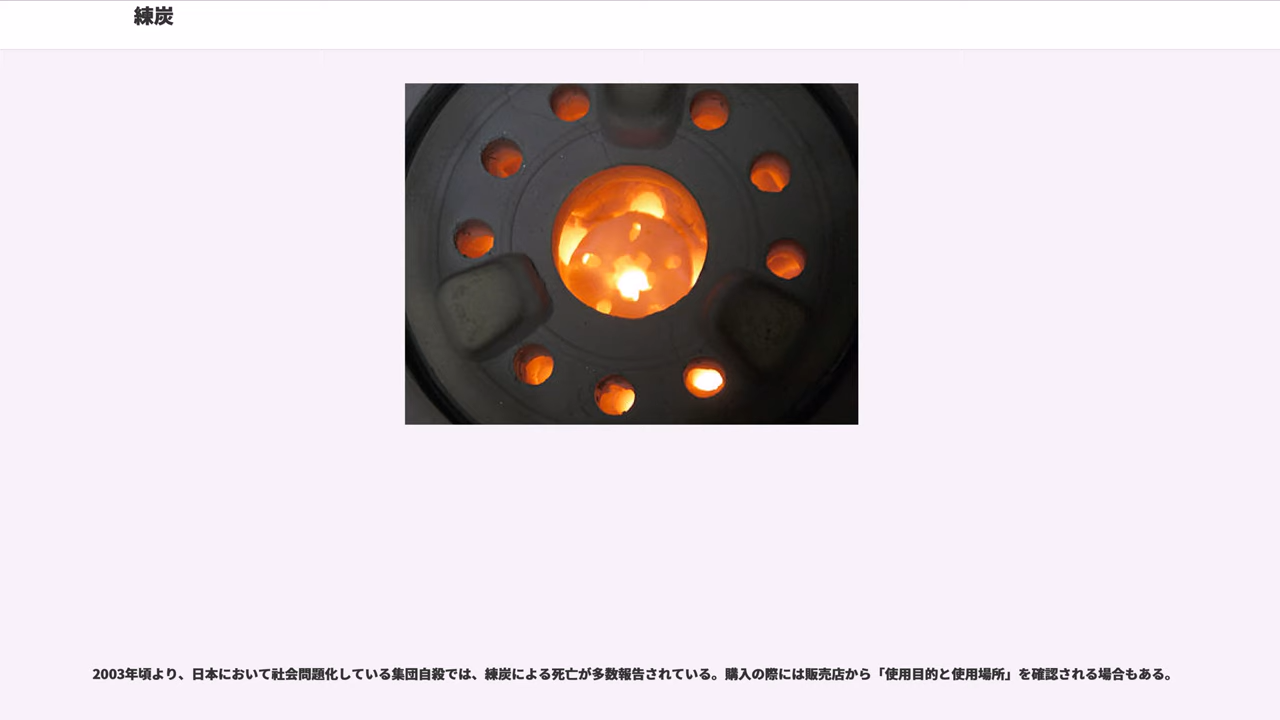 練炭
2003年頃より、日本において社会問題化している集団自殺では、練炭による死亡が多数報告されている。購入の際には販売店から「使用目的と使用場所」を確認される場合もある。